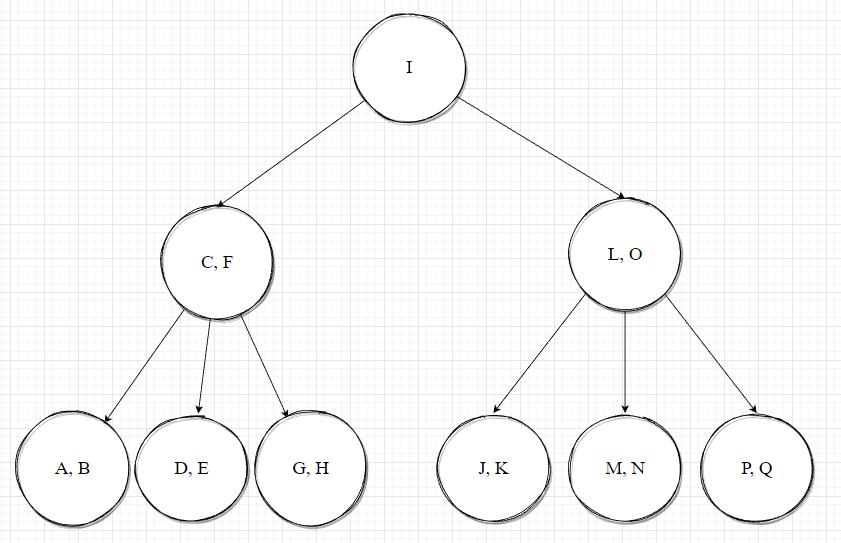 I
C, F
L, O
A, B
D, E
G, H
J, K
M, N
P, Q